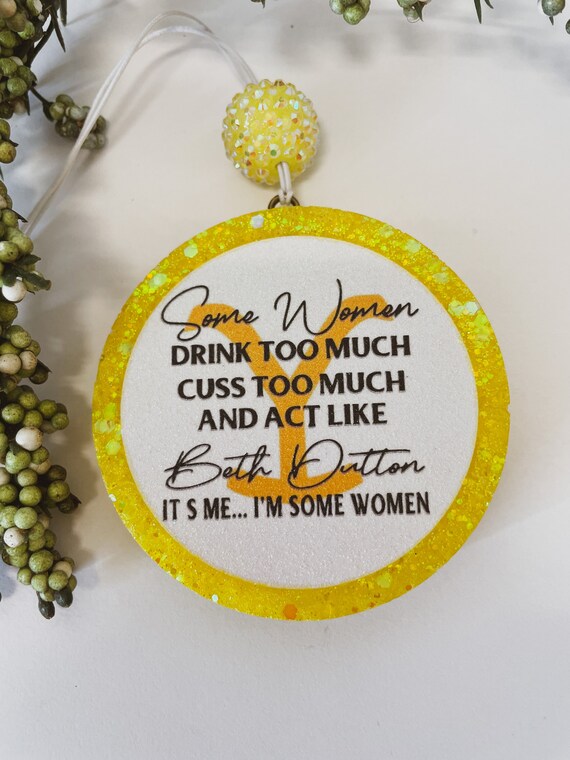 Some Women
DRINK TOO MUCH
CUSS TOO MUCH
AND ACT LIKE
Beth Dutton
IT S ME... I'M SOME WOMEN